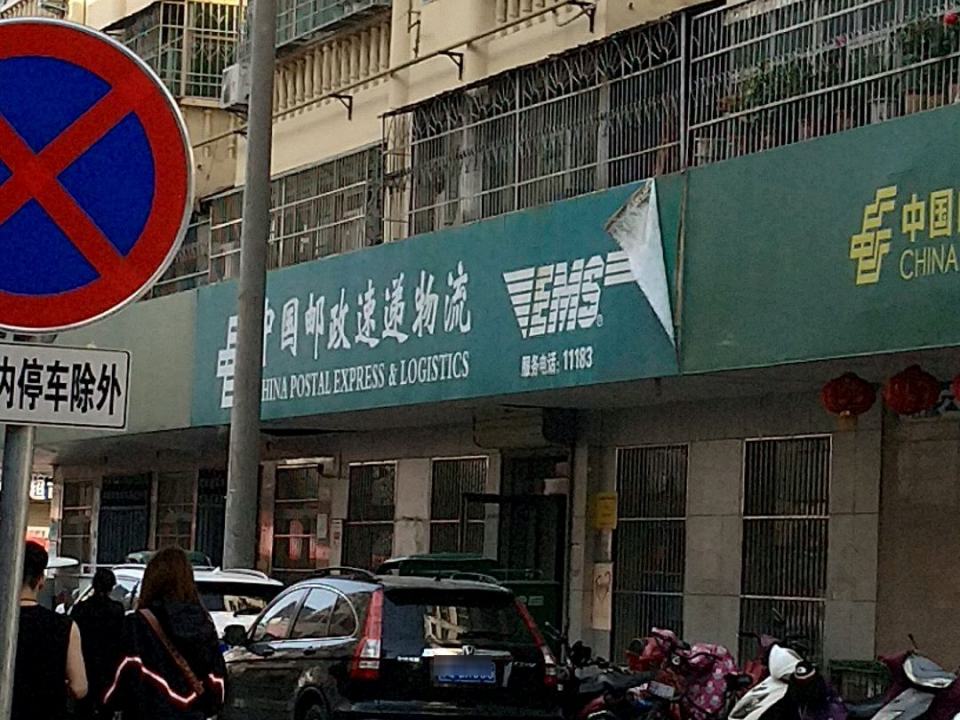 中国邮政速递物流
HINA POSTAL EXPRESS & LOGISTICS
EMS
服务电话: 11183
中国
CHINA
内停车除外